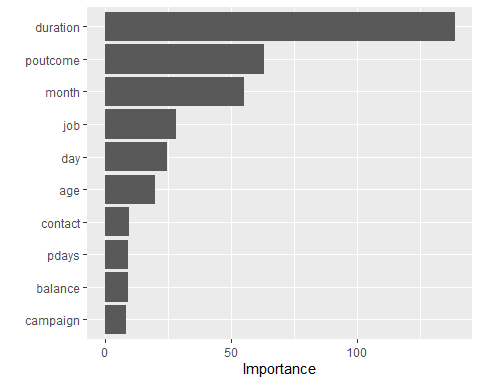 duration
poutcome
month
job
day
age
contact
pdays
balance
campaign
0 50 100
Importance